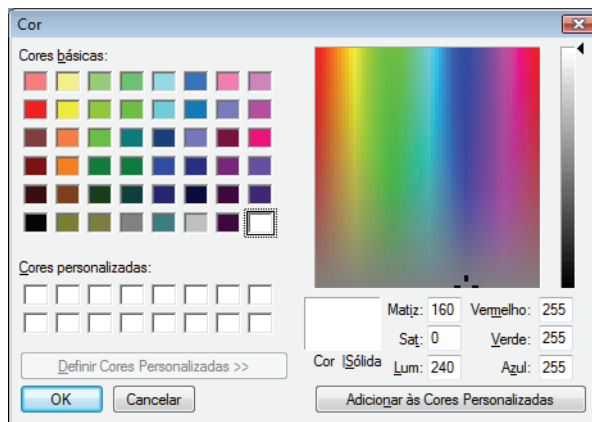 Cor
Cores básicas:
Cores personalizadas:
Definir Cores Personalizadas >>
OK
Cancelar
Matiz: 160
Vermelho: 255
Sat: 0
Verde: 255
Cor |Sólida
Lum: 240
Azul: 255
Adicionar às Cores Personalizadas